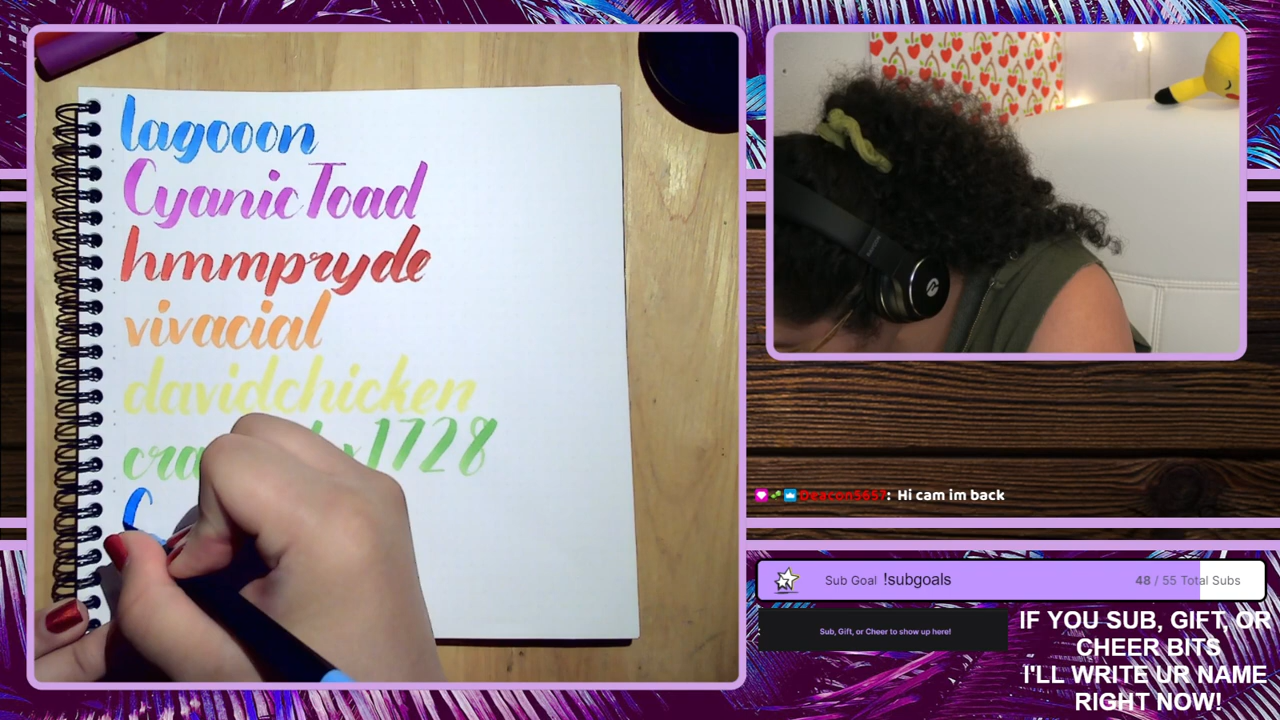 lagooon
CyanicToad
hmmpryde
vivacial
davidchicken
1728
C
Deacon5657: Hi cam im back
Sub Goal !subgoals 48 / 55 Total Subs
Sub, Gift, or Cheer to show up here!
IF YOU SUB, GIFT, OR
CHEER BITS
I'LL WRITE UR NAME
RIGHT NOW!